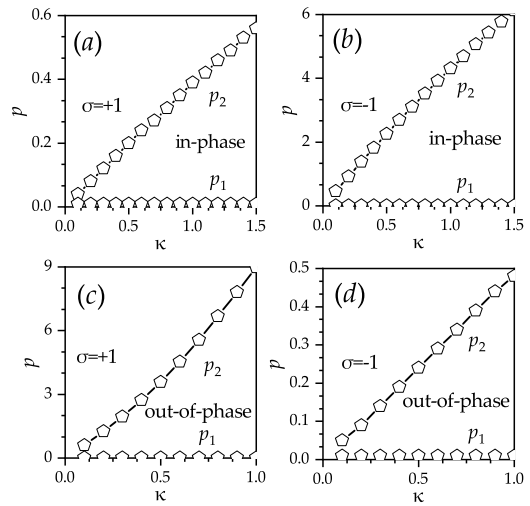 (a)
0.6
0.4
0.2
0.0
p
σ=+1
p2
in-phase
p1
0.0 0.5 1.0 1.5
κ
(b)
6
4
2
0
p
σ=-1
p2
in-phase
p1
0.0 0.5 1.0 1.5
κ
(c)
9
6
3
0
p
σ=+1
p2
out-of-phase
p1
0.0 0.5 1.0
κ
(d)
0.5
0.4
0.3
0.2
0.1
0.0
p
σ=-1
p2
out-of-phase
p1
0.0 0.5 1.0
κ